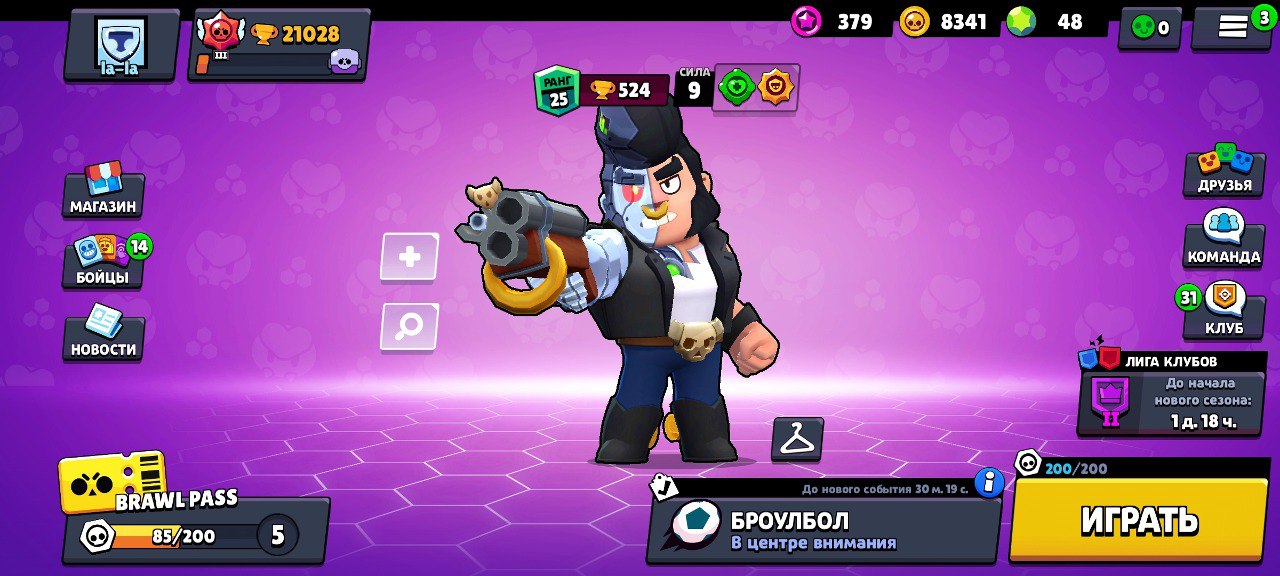 la-la
21028
III
379
8341
48
0
3
РАНГ
25
524
СИЛА
9
МАГАЗИН
14
БОЙЦЫ
НОВОСТИ
ДРУЗЬЯ
КОМАНДА
31
КЛУБ
ЛИГА КЛУБОВ
До начала
нового сезона:
1 д. 18 ч.
II
BRAWL PASS
85/200
5
До нового события 30 м. 19 с.
i
БРОУЛБОЛ
В центре внимания
200/200
ИГРАТЬ